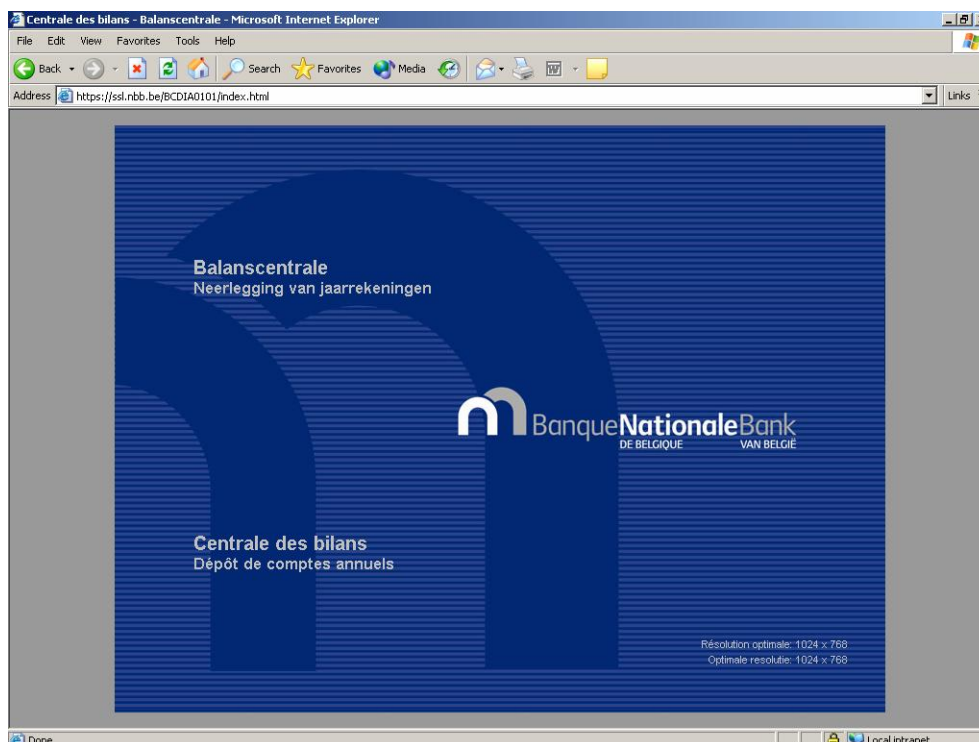 Centrale des bilans - Balanscentrale - Microsoft Internet Explorer
File Edit View Favorites Tools Help
Back Search Favorites Media
Address https://ssl.nbb.be/BCDIA0101/index.html Links
Balanscentrale
Neerlegging van jaarrekeningen
BanqueNationaleBank
DE BELGIQUE VAN BELGIË
Centrale des bilans
Dépôt de comptes annuels
Résolution optimale: 1024 x 768
Optimale resolutie: 1024 x 768
Done Local intranet